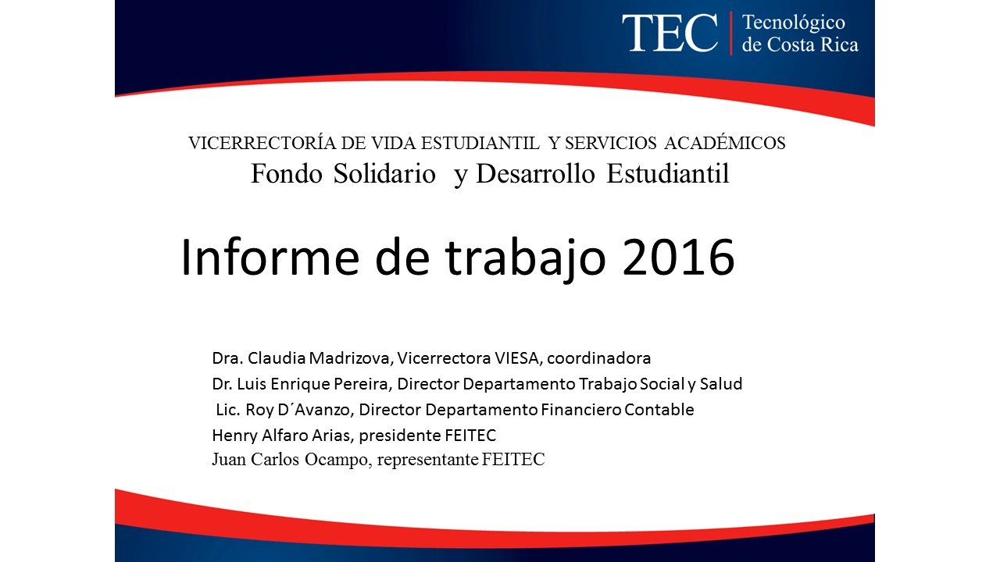 TEC
Tecnológico
de Costa Rica
VICERRECTORÍA DE VIDA ESTUDIANTIL Y SERVICIOS ACADÉMICOS
Fondo Solidario y Desarrollo Estudiantil
Informe de trabajo 2016
Dra. Claudia Madrizova, Vicerrectora VIESA, coordinadora
Dr. Luis Enrique Pereira, Director Departamento Trabajo Social y Salud
Lic. Roy D´Avanzo, Director Departamento Financiero Contable
Henry Alfaro Arias, presidente FEITEC
Juan Carlos Ocampo, representante FEITEC